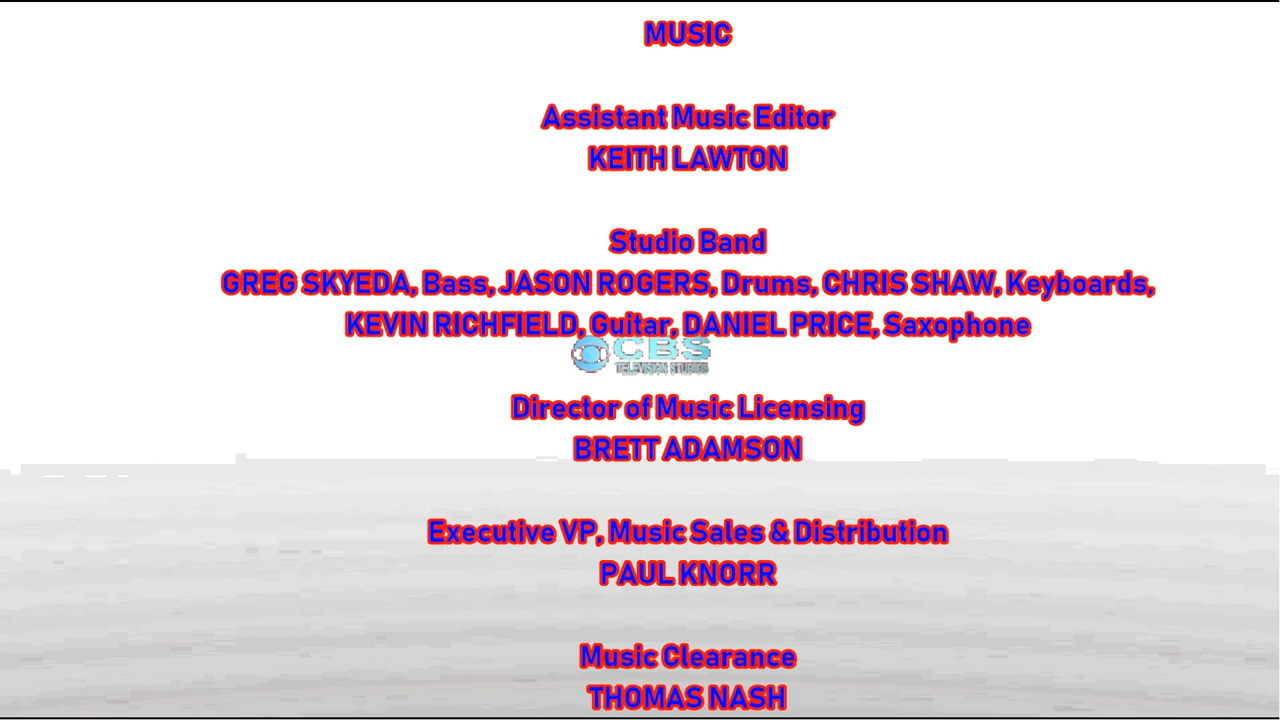 MUSIC
Assistant Music Editor
KEITH LAWTON
Studio Band
GREG SKYEDA, Bass, JASON ROGERS, Drums, CHRIS SHAW, Keyboards,
KEVIN RICHFIELD, Guitar, DANIEL PRICE, Saxophone
CBS
TELEVISION STUDIOS
Director of Music Licensing
BRETT ADAMSON
Executive VP, Music Sales & Distribution
PAUL KNORR
Music Clearance
THOMAS NASH